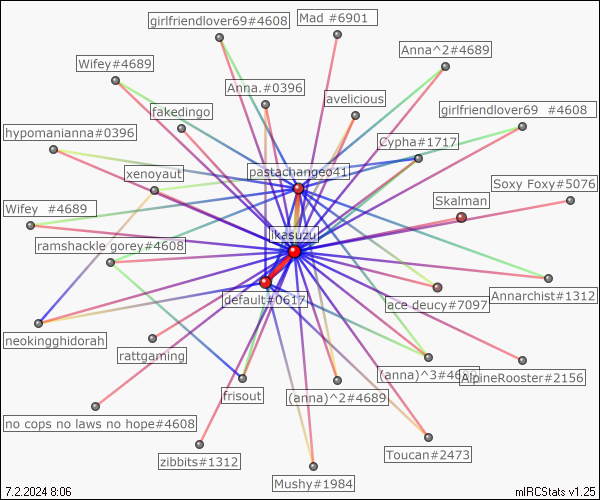 girlfriendlover69#4608
Mad #6901
Anna^2#4689
Wifey#4689
Anna.#0396
avelicious
fakedingo
girlfriendlover69 #4608
hypomanianna#0396
Cypha#1717
xenoyaut
pastachangeo41
Soxy Foxy#5076
Skalman
Wifey #4689
jikasuzu
ramshackle gorey#4608
default#0617
ace deucy#7097
Annarchist#1312
neokingghidorah
rattgaming
(anna)^3#4
AlpineRooster#2156
frisout
(anna)^2#4689
no cops no laws no hope#4608
zibbits#1312
Toucan#2473
Mushy#1984
7.2.2024 8:06
mIRCStats v1.25